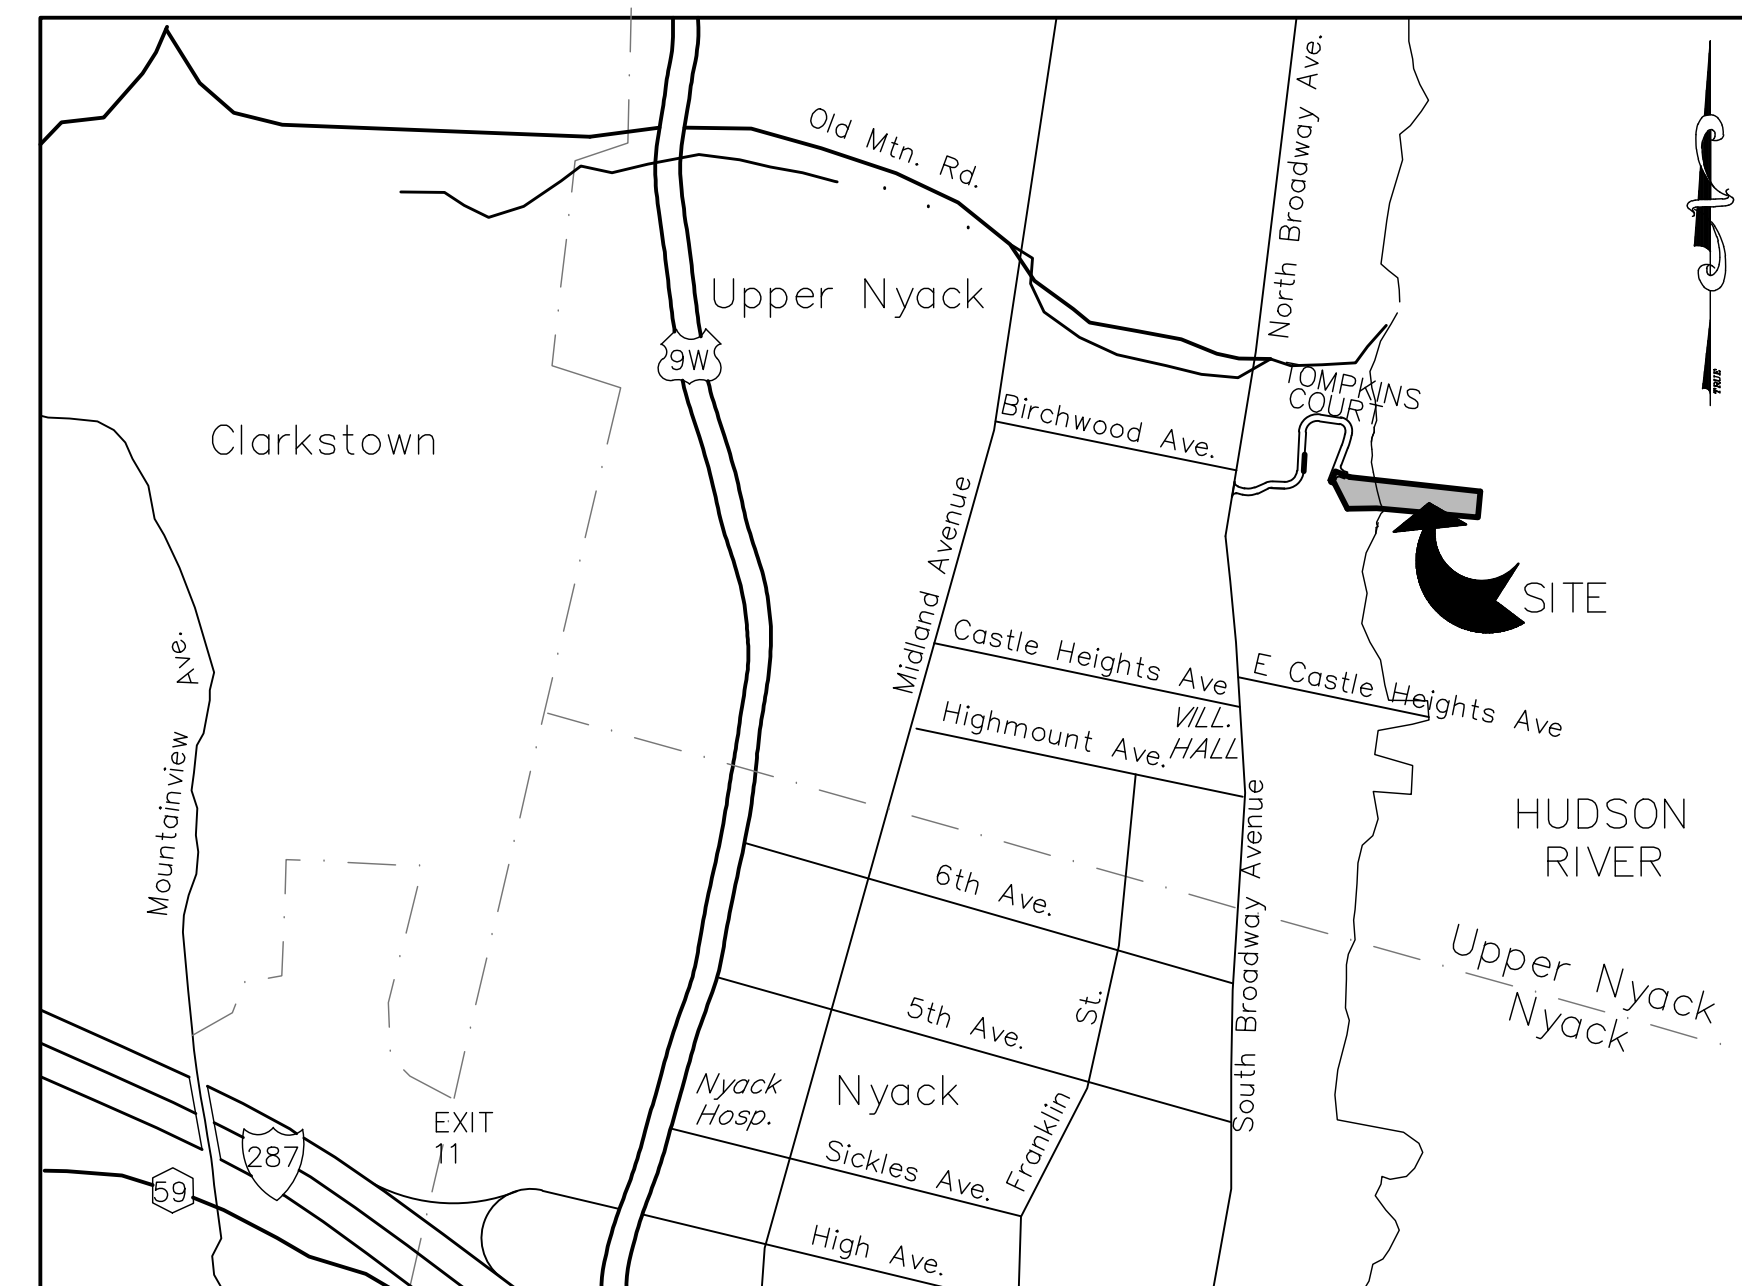 Old Mtn. Rd.
North Broadway Ave.
TRUE
Upper Nyack
9W
TOMPKINS
COURT
Birchwood Ave.
Clarkstown
Midland Avenue
SITE
Castle Heights Ave
E Castle Heights Ave
Mountainview Ave.
Highmount Ave.
VILL.
HALL
HUDSON
RIVER
South Broadway Avenue
6th Ave.
Upper Nyack
Nyack
5th Ave.
Franklin St.
Nyack
Hosp.
Nyack
EXIT
11
287
59
Sickles Ave.
High Ave.